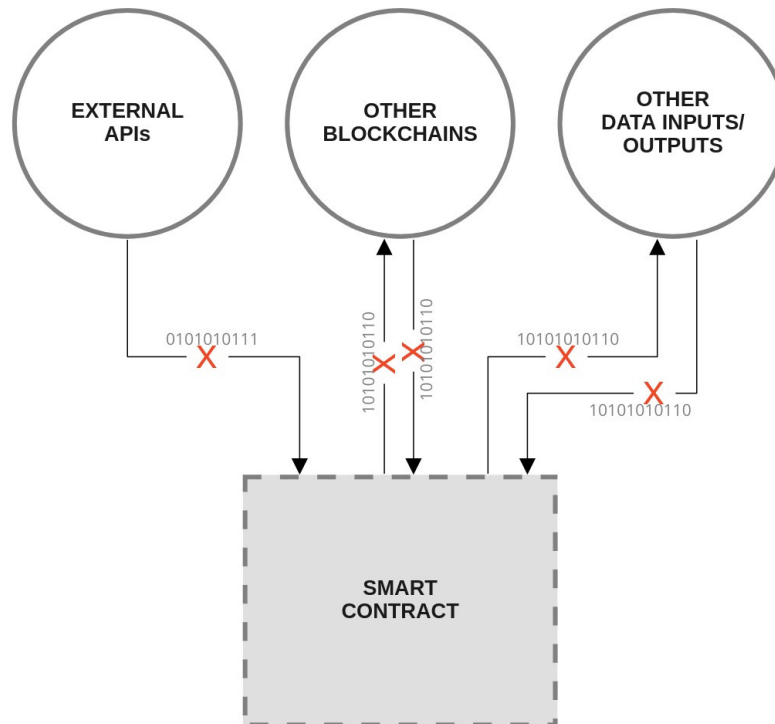 EXTERNAL
APIs
OTHER
BLOCKCHAINS
OTHER
DATA INPUTS/
OUTPUTS
0101010111
X
10101010110
X
10101010110
X
10101010110
X
10101010110
X
SMART
CONTRACT